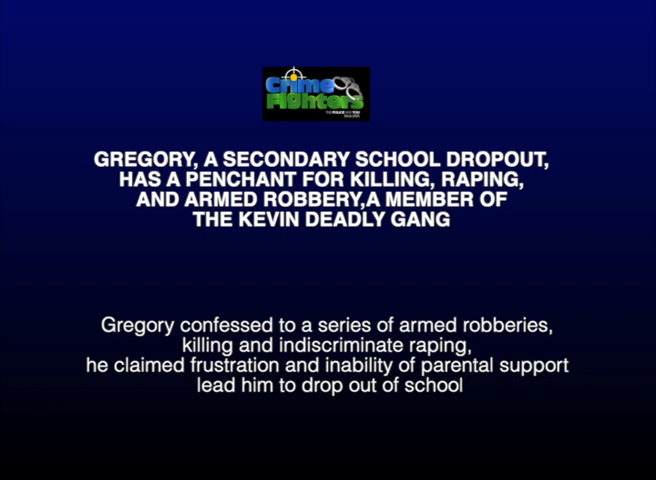 Crime
Fighters
GREGORY, A SECONDARY SCHOOL DROPOUT,
HAS A PENCHANT FOR KILLING, RAPING,
AND ARMED ROBBERY,A MEMBER OF
THE KEVIN DEADLY GANG
Gregory confessed to a series of armed robberies,
killing and indiscriminate raping,
he claimed frustration and inability of parental support
lead him to drop out of school